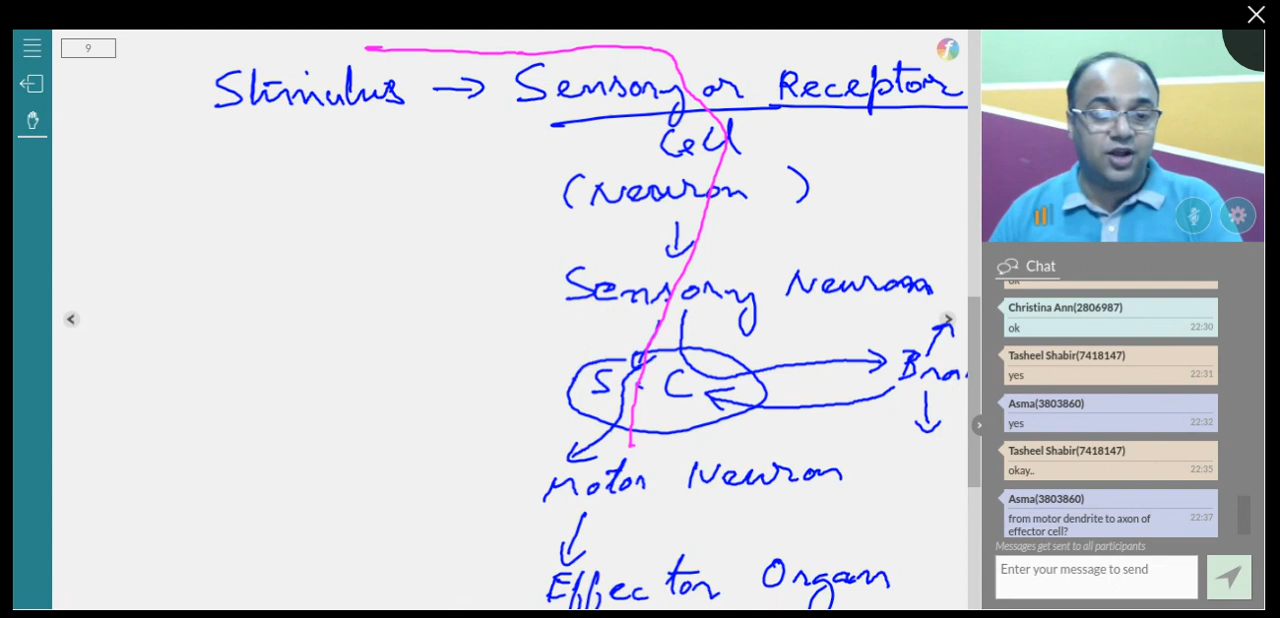 9
Stimulus → Sensory or Receptor
Cell
(Neuron)
↓
Sensory Neuron
S C
Motor Neuron
Effector Organ
Chat
ok
Christina Ann(2806987)
ok 22:30
Tasheel Shabir(7418147)
yes 22:31
Asma(3803860)
yes 22:32
Tasheel Shabir(7418147)
okay.. 22:35
Asma(3803860)
from motor dendrite to axon of 22:37
effector cell?
Messages get sent to all participants
Enter your message to send